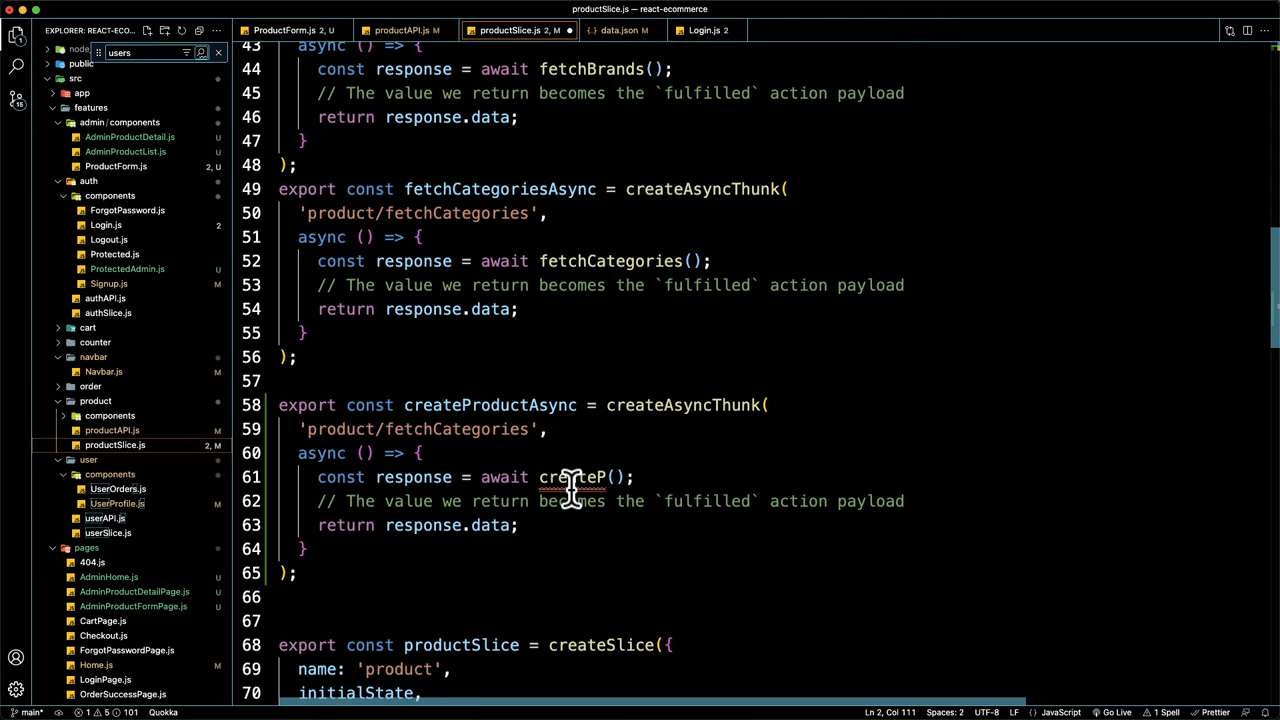 productSlice.js — react-ecommerce
EXPLORER: REACT-ECO...
ProductForm.js 2, U
productAPI.js M
productSlice.js 2, M
data.json M
Login.js 2
users
node_
public
src
app
features
admin/components
AdminProductDetail.js U
AdminProductList.js U
ProductForm.js 2, U
auth
components
ForgotPassword.js
Login.js 2
Logout.js
Protected.js
ProtectedAdmin.js U
Signup.js M
authAPI.js
authSlice.js
cart
counter
navbar
Navbar.js M
order
product
components
productAPI.js M
productSlice.js 2, M
user
components
UserOrders.js
UserProfile.js M
userAPI.js
userSlice.js
pages
404.js
AdminHome.js U
AdminProductDetailPage.js U
AdminProductFormPage.js U
CartPage.js
Checkout.js
ForgotPasswordPage.js
Home.js M
LoginPage.js
OrderSuccessPage.js
15
43 async () => {
44 const response = await fetchBrands();
45 // The value we return becomes the `fulfilled` action payload
46 return response.data;
47 }
48 );
49 export const fetchCategoriesAsync = createAsyncThunk(
50 'product/fetchCategories',
51 async () => {
52 const response = await fetchCategories();
53 // The value we return becomes the `fulfilled` action payload
54 return response.data;
55 }
56 );
57
58 export const createProductAsync = createAsyncThunk(
59 'product/fetchCategories',
60 async () => {
61 const response = await createP();
62 // The value we return becomes the `fulfilled` action payload
63 return response.data;
64 }
65 );
66
67
68 export const productSlice = createSlice({
69 name: 'product',
70 initialState,
main* 1 5 101 Quokka
Ln 2, Col 111 Spaces: 2 UTF-8 LF JavaScript Go Live 1 Spell Prettier